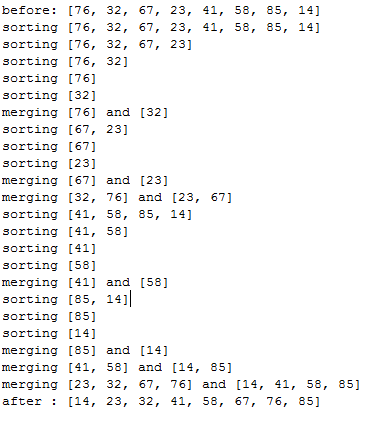 before: [76, 32, 67, 23, 41, 58, 85, 14]
sorting [76, 32, 67, 23, 41, 58, 85, 14]
sorting [76, 32, 67, 23]
sorting [76, 32]
sorting [76]
sorting [32]
merging [76] and [32]
sorting [67, 23]
sorting [67]
sorting [23]
merging [67] and [23]
merging [32, 76] and [23, 67]
sorting [41, 58, 85, 14]
sorting [41, 58]
sorting [41]
sorting [58]
merging [41] and [58]
sorting [85, 14]
sorting [85]
sorting [14]
merging [85] and [14]
merging [41, 58] and [14, 85]
merging [23, 32, 67, 76] and [14, 41, 58, 85]
after : [14, 23, 32, 41, 58, 67, 76, 85]